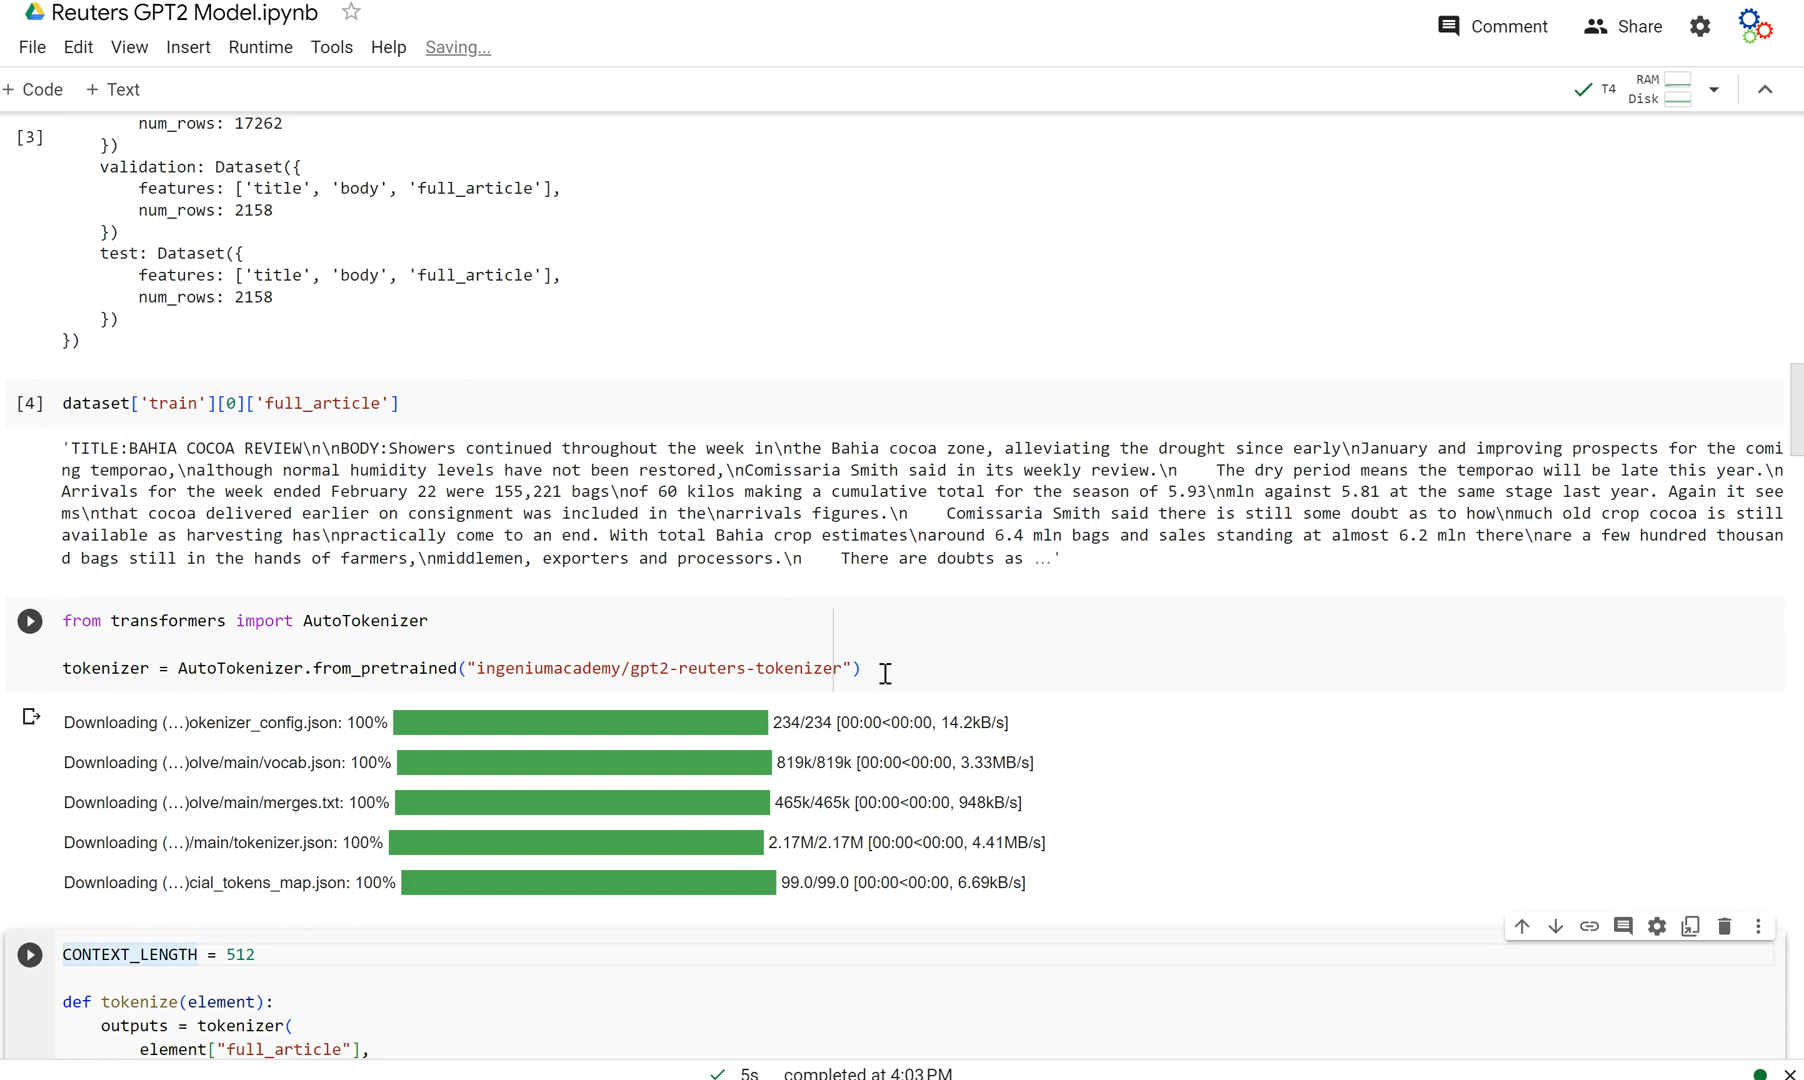 Reuters GPT2 Model.ipynb
Comment
Share
File Edit View Insert Runtime Tools Help Saving...
+ Code + Text
T4 RAM
Disk
num_rows: 17262
[3]
})
validation: Dataset({
features: ['title', 'body', 'full_article'],
num_rows: 2158
})
test: Dataset({
features: ['title', 'body', 'full_article'],
num_rows: 2158
})
})
[4] dataset['train'][0]['full_article']
'TITLE:BAHIA COCOA REVIEW\n\nBODY:Showers continued throughout the week in\nthe Bahia cocoa zone, alleviating the drought since early\nJanuary and improving prospects for the comi
ng temporao,\nalthough normal humidity levels have not been restored,\nComissaria Smith said in its weekly review.\n    The dry period means the temporao will be late this year.\n
Arrivals for the week ended February 22 were 155,221 bags\nof 60 kilos making a cumulative total for the season of 5.93\nmln against 5.81 at the same stage last year. Again it see
ms\nthat cocoa delivered earlier on consignment was included in the\narrivals figures.\n    Comissaria Smith said there is still some doubt as to how\nmuch old crop cocoa is still
available as harvesting has\npractically come to an end. With total Bahia crop estimates\naround 6.4 mln bags and sales standing at almost 6.2 mln there\nare a few hundred thousan
d bags still in the hands of farmers,\nmiddlemen, exporters and processors.\n    There are doubts as …'
from transformers import AutoTokenizer
tokenizer = AutoTokenizer.from_pretrained("ingeniumacademy/gpt2-reuters-tokenizer")
Downloading (…)okenizer_config.json: 100% 234/234 [00:00<00:00, 14.2kB/s]
Downloading (…)olve/main/vocab.json: 100% 819k/819k [00:00<00:00, 3.33MB/s]
Downloading (…)olve/main/merges.txt: 100% 465k/465k [00:00<00:00, 948kB/s]
Downloading (…)/main/tokenizer.json: 100% 2.17M/2.17M [00:00<00:00, 4.41MB/s]
Downloading (…)cial_tokens_map.json: 100% 99.0/99.0 [00:00<00:00, 6.69kB/s]
CONTEXT_LENGTH = 512
def tokenize(element):
outputs = tokenizer(
element["full_article"],
5s completed at 4:03 PM